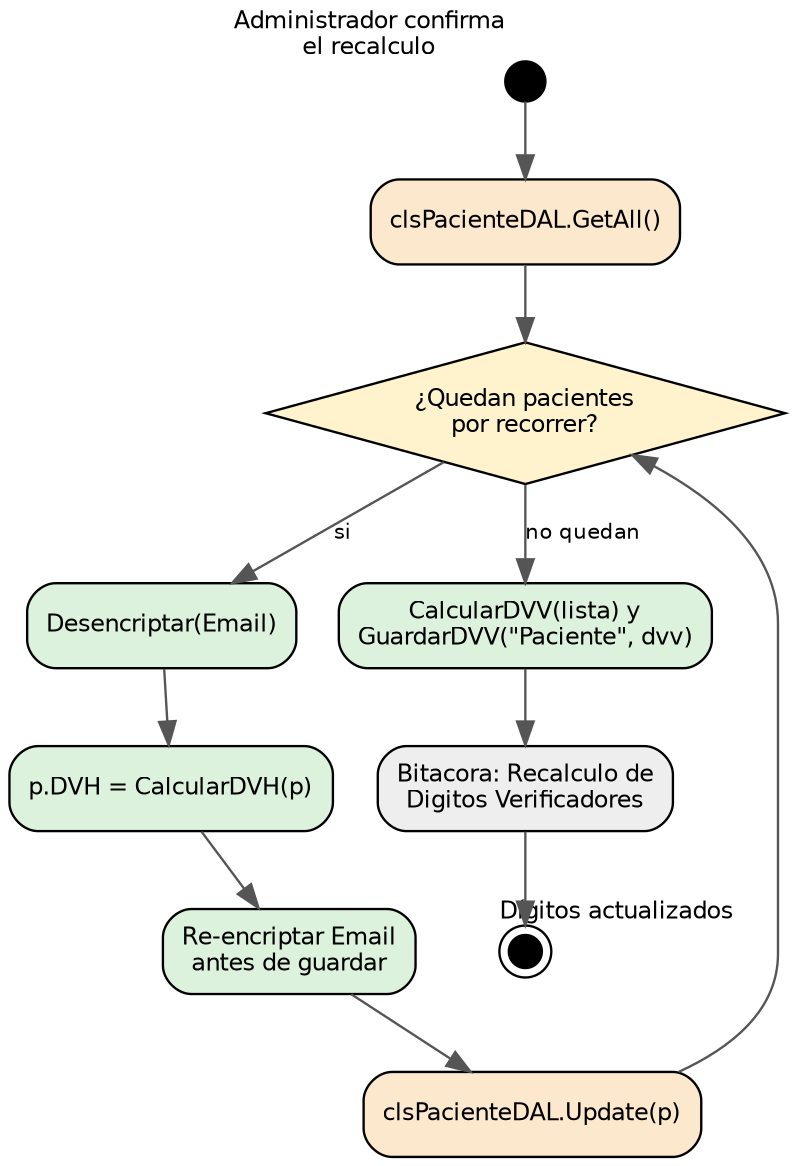 Administrador confirma
el recalculo
clsPacienteDAL.GetAll()
¿Quedan pacientes
por recorrer?
si
no quedan
Desencriptar(Email)
CalcularDVV(lista) y
GuardarDVV("Paciente", dvv)
p.DVH = CalcularDVH(p)
Bitacora: Recalculo de
Digitos Verificadores
Re-encriptar Email
antes de guardar
Digitos actualizados
clsPacienteDAL.Update(p)